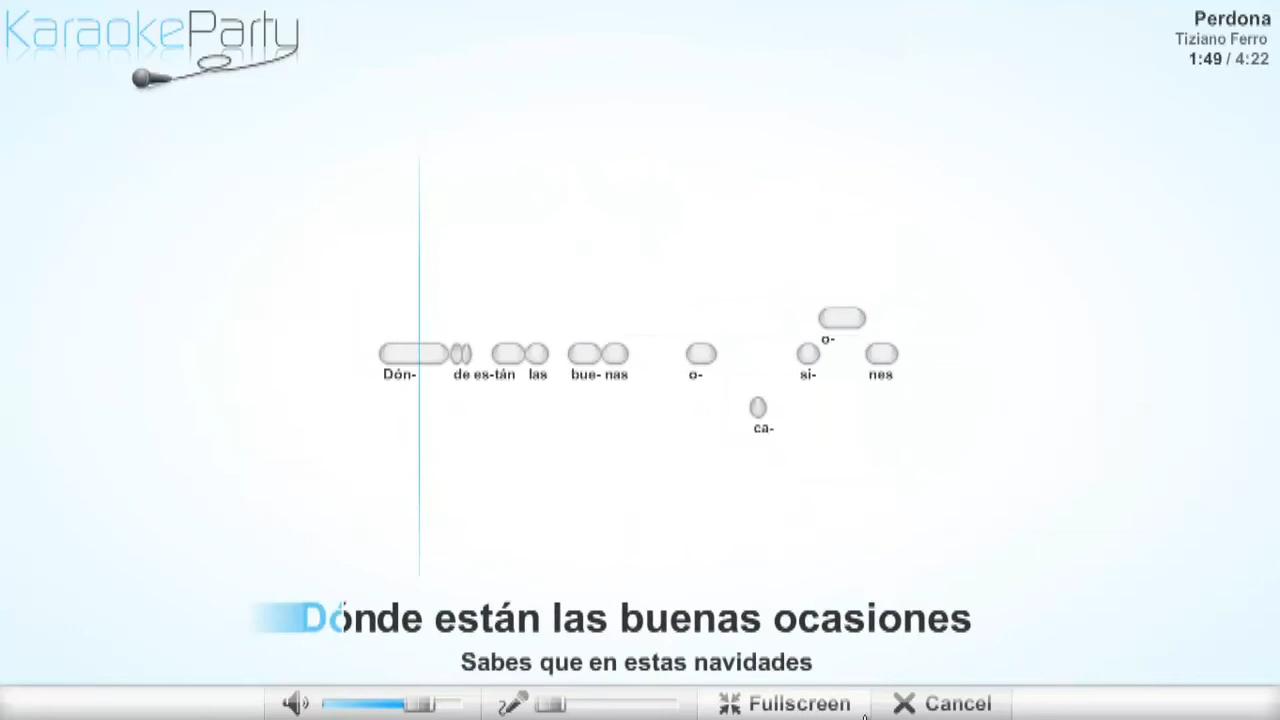 KaraokeParty
Perdona
Tiziano Ferro
1:49 / 4:22
o-
Dón- de es-tán las bue- nas o- si- nes
ca-
Dónde están las buenas ocasiones
Sabes que en estas navidades
Fullscreen Cancel